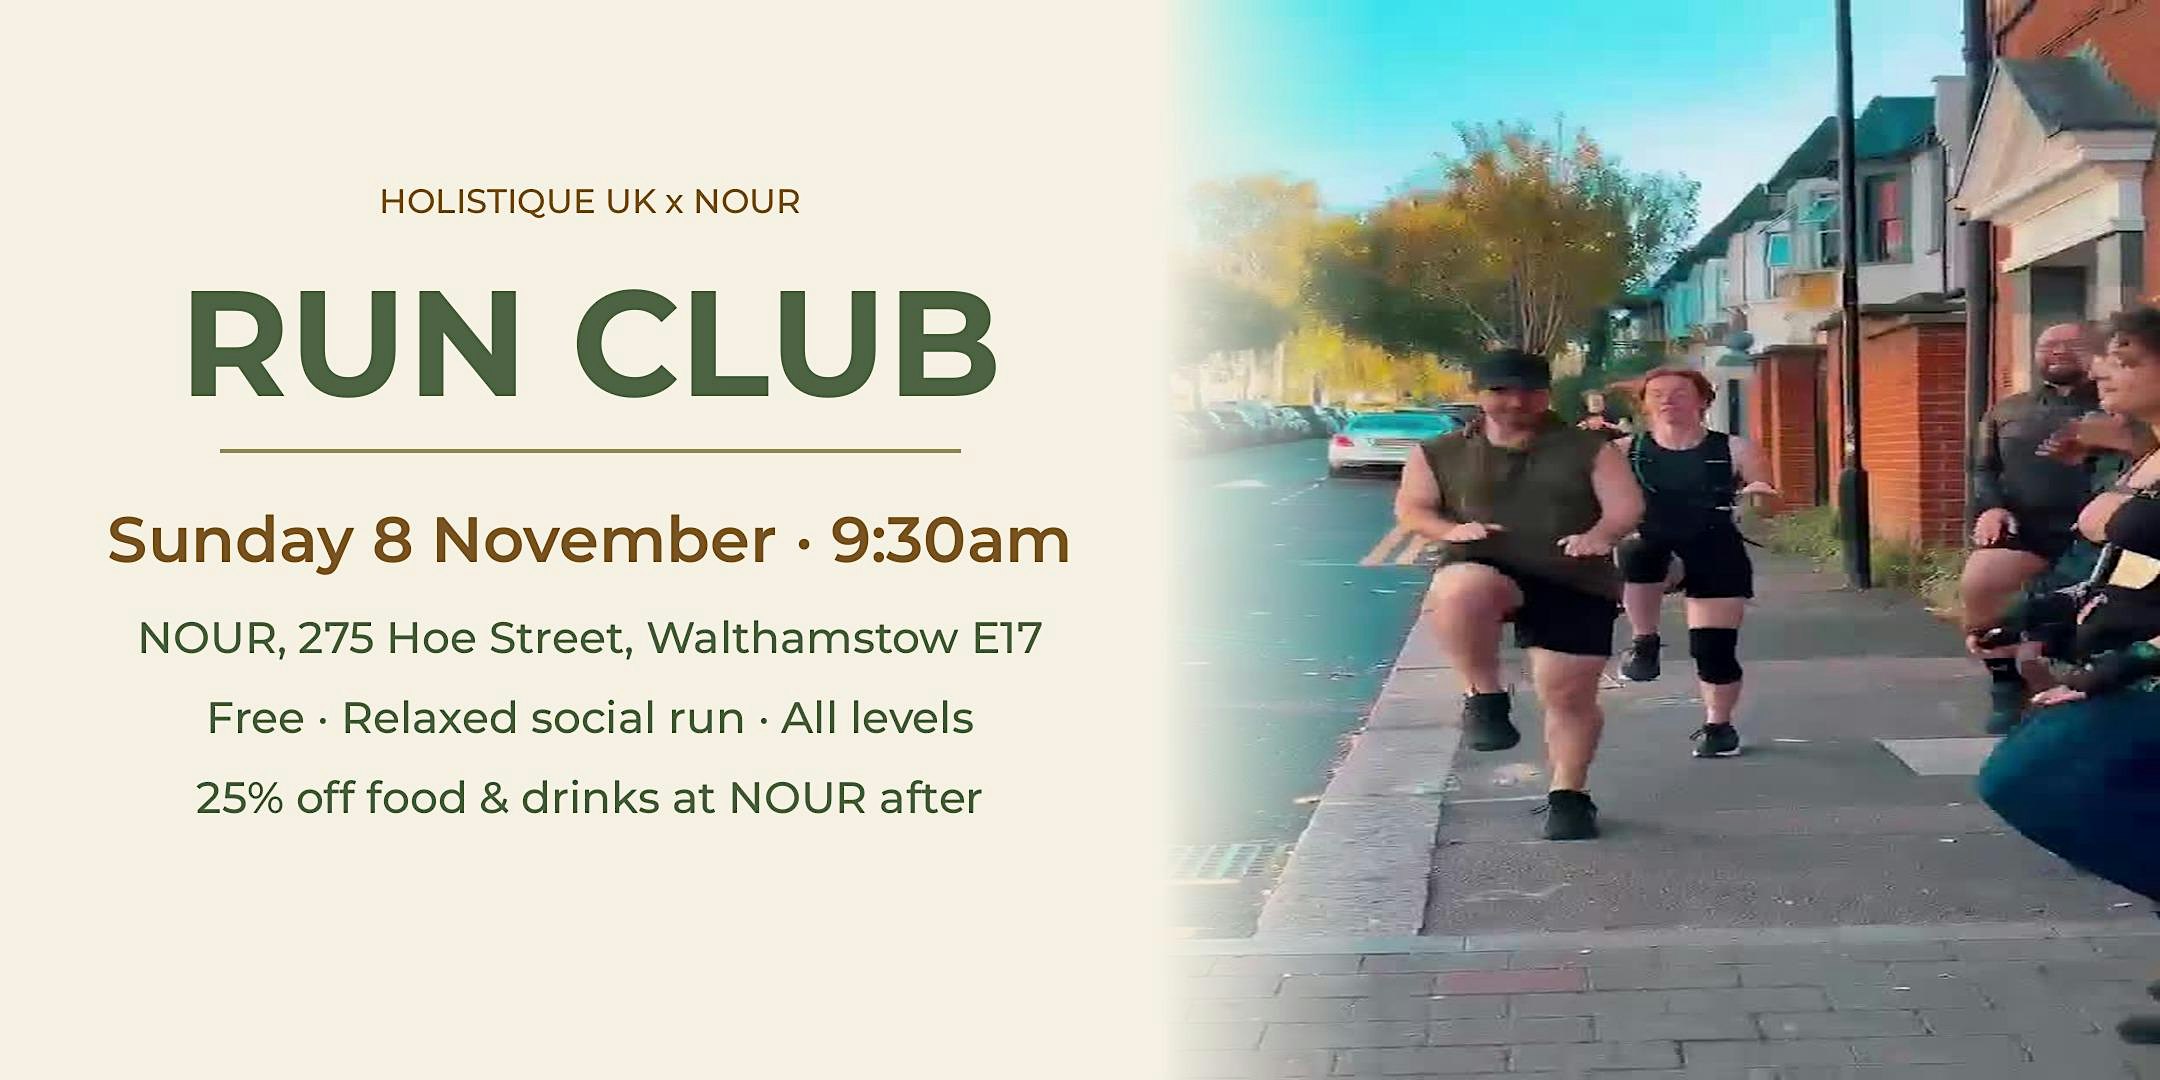 HOLISTIQUE UK x NOUR
RUN CLUB
Sunday 8 November · 9:30am
NOUR, 275 Hoe Street, Walthamstow E17
Free · Relaxed social run · All levels
25% off food & drinks at NOUR after